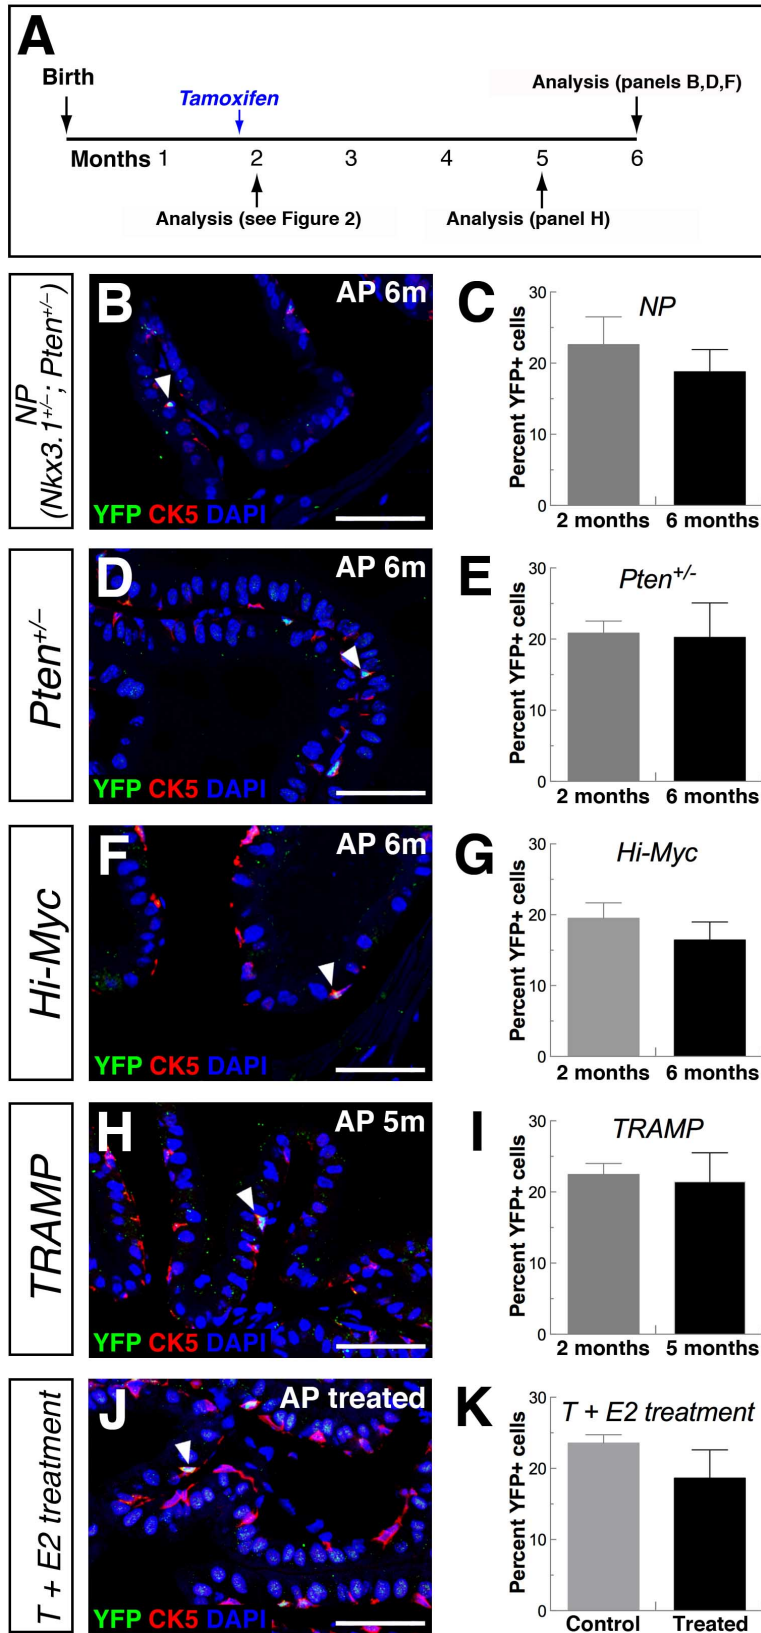 A
Birth
Tamoxifen
Analysis (panels B,D,F)
Months 1 2 3 4 5 6
Analysis (see Figure 2)
Analysis (panel H)
NP
(Nkx3.1+/–; Pten+/–)
B
AP 6m
YFP CK5 DAPI
C
NP
Percent YFP+ cells
30
20
10
0
2 months 6 months
Pten+/–
D
AP 6m
YFP CK5 DAPI
E
Pten+/-
Percent YFP+ cells
30
20
10
0
2 months 6 months
Hi-Myc
F
AP 6m
YFP CK5 DAPI
G
Hi-Myc
Percent YFP+ cells
30
20
10
0
2 months 6 months
TRAMP
H
AP 5m
YFP CK5 DAPI
I
TRAMP
Percent YFP+ cells
30
20
10
0
2 months 5 months
T + E2 treatment
J
AP treated
YFP CK5 DAPI
K
T + E2 treatment
Percent YFP+ cells
30
20
10
0
Control Treated